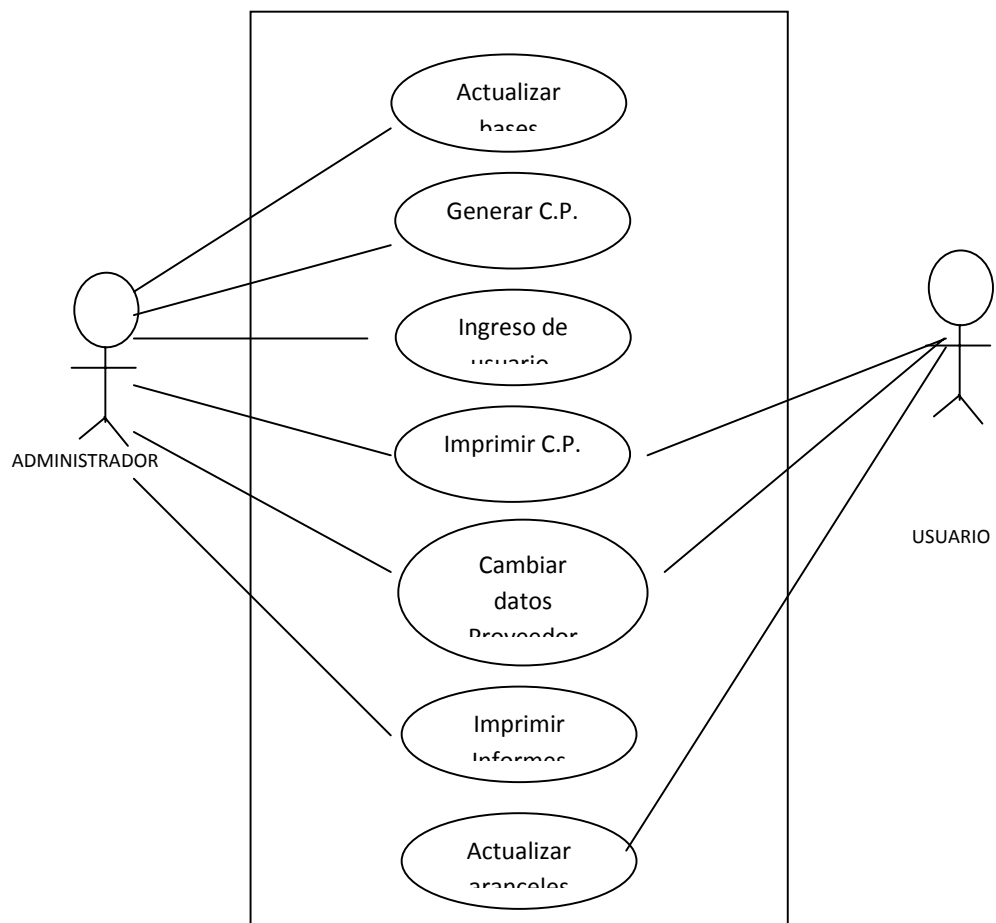 Actualizar
bases
Generar C.P.
Ingreso de
usuario
Imprimir C.P.
ADMINISTRADOR
USUARIO
Cambiar
datos
Proveedor
Imprimir
Informes
Actualizar
aranceles